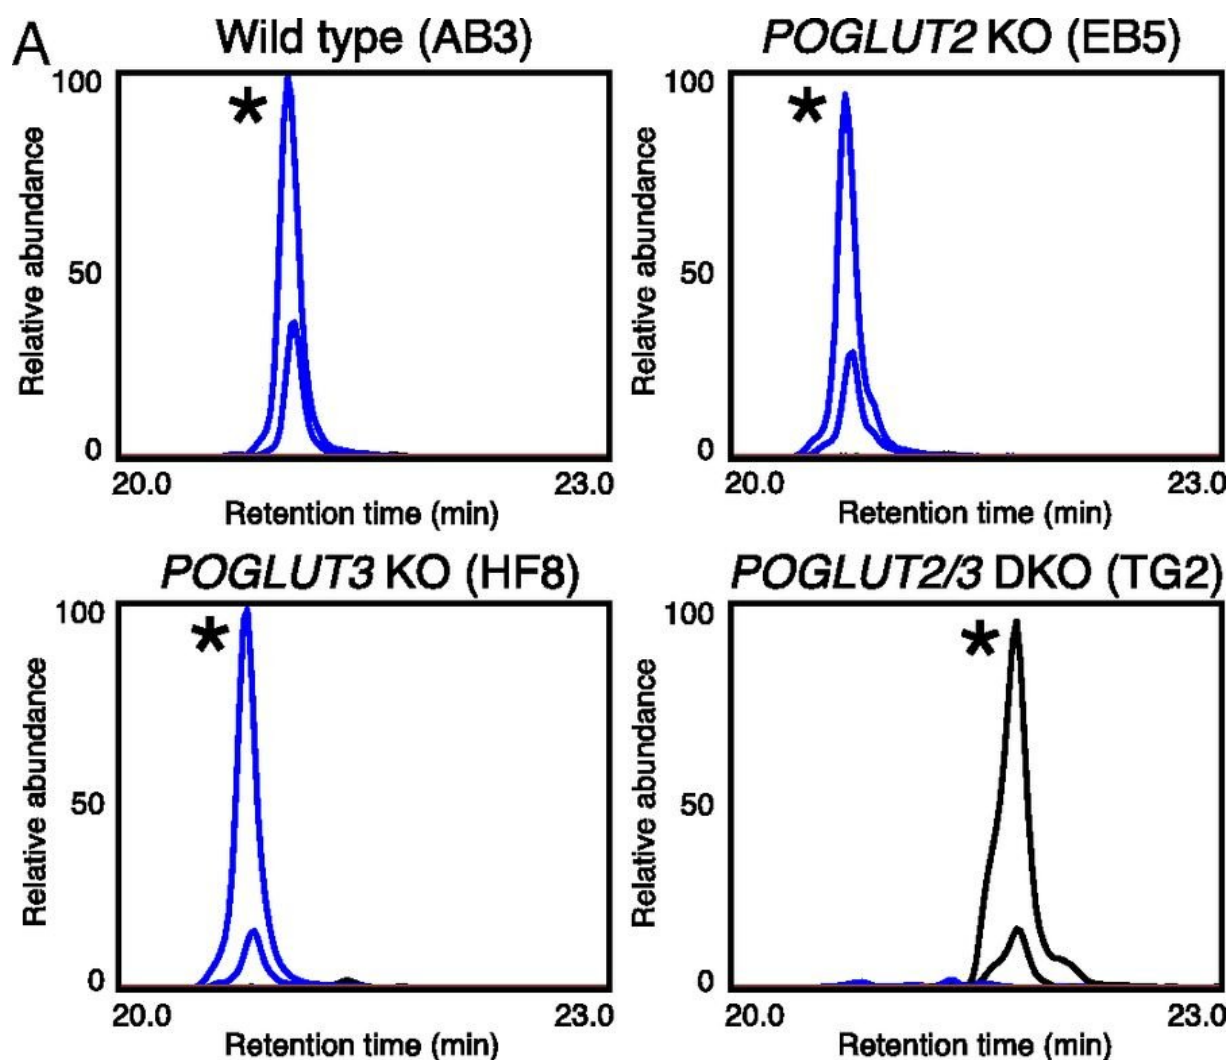 A
Wild type (AB3)
*
100
50
0
Relative abundance
20.0 23.0
Retention time (min)
POGLUT2 KO (EB5)
*
100
50
0
Relative abundance
20.0 23.0
Retention time (min)
POGLUT3 KO (HF8)
*
100
50
0
Relative abundance
20.0 23.0
Retention time (min)
POGLUT2/3 DKO (TG2)
*
100
50
0
Relative abundance
20.0 23.0
Retention time (min)